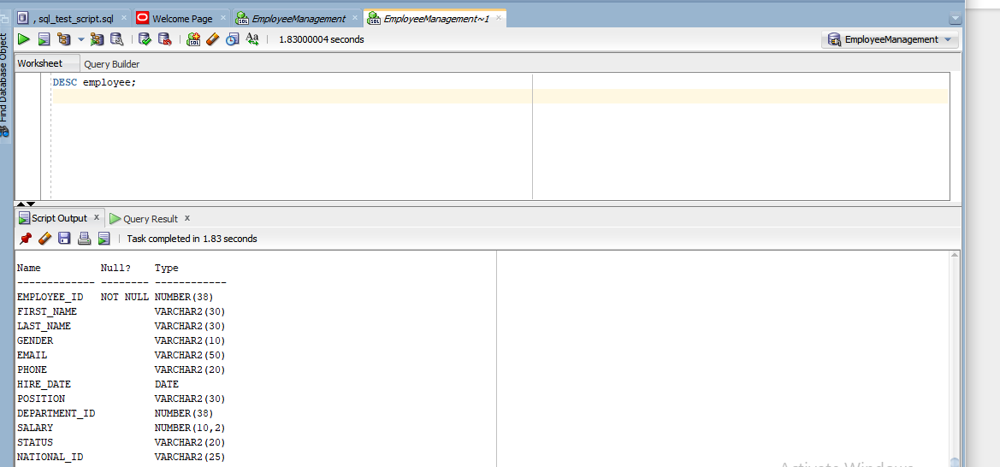 , sql_test_script.sql × Welcome Page × EmployeeManagement × EmployeeManagement~1 ×
1.83000004 seconds EmployeeManagement
Find Database Object
Worksheet Query Builder
DESC employee;
Script Output x Query Result x
Task completed in 1.83 seconds
Name Null? Type
------------- -------- ------------
EMPLOYEE_ID NOT NULL NUMBER(38)
FIRST_NAME VARCHAR2(30)
LAST_NAME VARCHAR2(30)
GENDER VARCHAR2(10)
EMAIL VARCHAR2(50)
PHONE VARCHAR2(20)
HIRE_DATE DATE
POSITION VARCHAR2(30)
DEPARTMENT_ID NUMBER(38)
SALARY NUMBER(10,2)
STATUS VARCHAR2(20)
NATIONAL_ID VARCHAR2(25)
Activate Windows